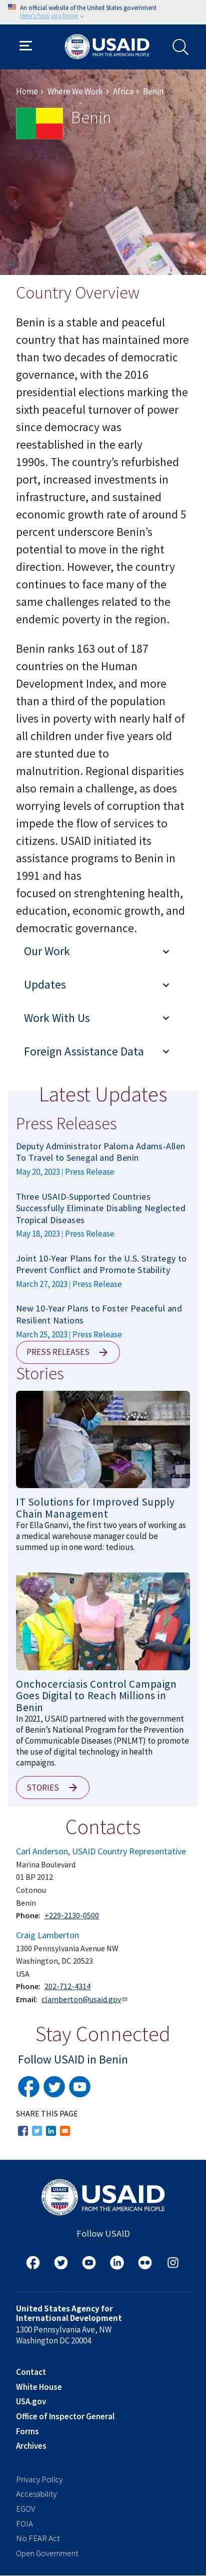 An official website of the United States government
Here's how you know
USAID
FROM THE AMERICAN PEOPLE
Home › Where We Work › Africa › Benin
Benin
Country Overview
Benin is a stable and peaceful
country that has maintained more
than two decades of democratic
governance, with the 2016
presidential elections marking the
sixth peaceful turnover of power
since democracy was
reestablished in the early
1990s. The country's refurbished
port, increased investments in
infrastructure, and sustained
economic growth rate of around 5
percent underscore Benin's
potential to move in the right
direction. However, the country
continues to face many of the
same challenges related to the
endemic poverty in the region.
Benin ranks 163 out of 187
countries on the Human
Development Index, and more
than a third of the population lives
below the poverty line. Forty three
percent of all
children under five years old
are stunted due to
malnutrition. Regional disparities
also remain a challenge, as does
worrying levels of corruption that
impede the flow of services to
citizens. USAID initiated its
assistance programs to Benin in
1991 and has
focused on strengthening health,
education, economic growth, and
democratic governance.
Our Work
Updates
Work With Us
Foreign Assistance Data
Latest Updates
Press Releases
Deputy Administrator Paloma Adams-Allen
To Travel to Senegal and Benin
May 20, 2023 | Press Release
Three USAID-Supported Countries
Successfully Eliminate Disabling Neglected
Tropical Diseases
May 18, 2023 | Press Release
Joint 10-Year Plans for the U.S. Strategy to
Prevent Conflict and Promote Stability
March 27, 2023 | Press Release
New 10-Year Plans to Foster Peaceful and
Resilient Nations
March 25, 2023 | Press Release
PRESS RELEASES
Stories
IT Solutions for Improved Supply
Chain Management
For Ella Gnanvi, the first two years of working as
a medical warehouse manager could be
summed up in one word: tedious.
Onchocerciasis Control Campaign
Goes Digital to Reach Millions in
Benin
In 2021, USAID partnered with the government
of Benin's National Program for the Prevention
of Communicable Diseases (PNLMT) to promote
the use of digital technology in health
campaigns.
STORIES
Contacts
Carl Anderson, USAID Country Representative
Marina Boulevard
01 BP 2012
Cotonou
Benin
Phone: +229-2130-0500
Craig Lamberton
1300 Pennsylvania Avenue NW
Washington, DC 20523
USA
Phone: 202-712-4314
Email: clamberton@usaid.gov
Stay Connected
Follow USAID in Benin
SHARE THIS PAGE
USAID
FROM THE AMERICAN PEOPLE
Follow USAID
United States Agency for
International Development
1300 Pennsylvania Ave, NW
Washington DC 20004
Contact
White House
USA.gov
Office of Inspector General
Forms
Archives
Privacy Policy
Accessibility
EGOV
FOIA
No FEAR Act
Open Government